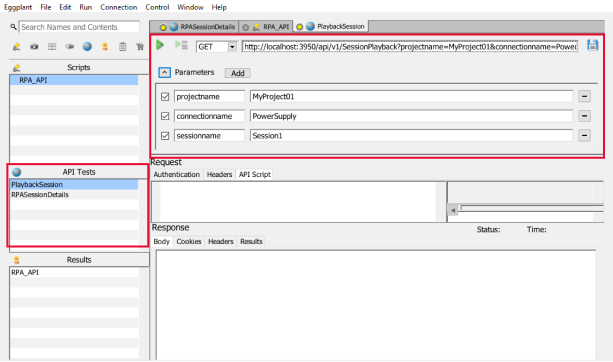 Eggplant File Edit Run Connection Control Window Help
Search Names and Contents
RPASessionDetails RPA_API PlaybackSession
GET http://localhost:3950/api/v1/SessionPlayback?projectname=MyProject01&connectionname=Power
Scripts
RPA_API
Parameters Add
projectname MyProject01
connectionname PowerSupply
sessionname Session1
API Tests
PlaybackSession
RPASessionDetails
Request
Authentication Headers API Script
Response
Status: Time:
Body Cookies Headers Results
Results
RPA_API